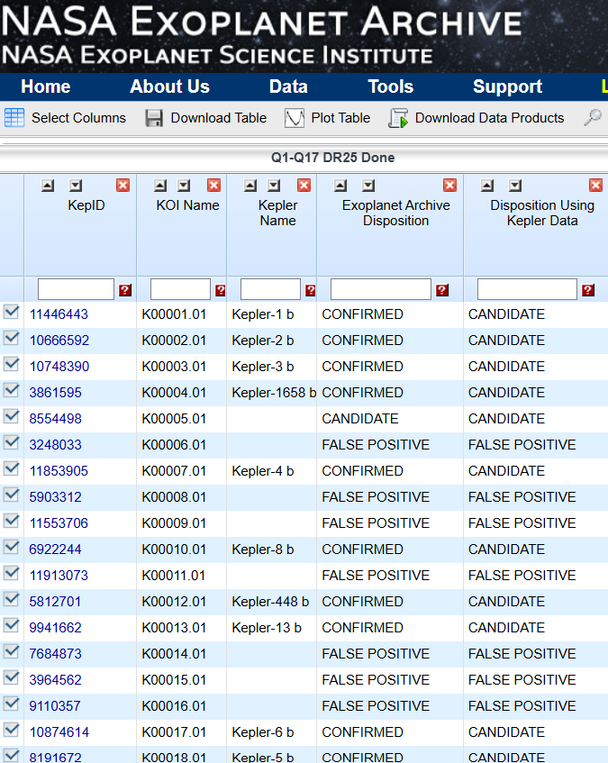 NASA Exoplanet Archive
NASA Exoplanet Science Institute
Home About Us Data Tools Support L
Select Columns Download Table Plot Table Download Data Products
Q1-Q17 DR25 Done
KepID KOI Name Kepler Name Exoplanet Archive Disposition Disposition Using Kepler Data
? ? ? ? ?
11446443 K00001.01 Kepler-1 b CONFIRMED CANDIDATE
10666592 K00002.01 Kepler-2 b CONFIRMED CANDIDATE
10748390 K00003.01 Kepler-3 b CONFIRMED CANDIDATE
3861595 K00004.01 Kepler-1658 b CONFIRMED CANDIDATE
8554498 K00005.01 CANDIDATE CANDIDATE
3248033 K00006.01 FALSE POSITIVE FALSE POSITIVE
11853905 K00007.01 Kepler-4 b CONFIRMED CANDIDATE
5903312 K00008.01 FALSE POSITIVE FALSE POSITIVE
11553706 K00009.01 FALSE POSITIVE FALSE POSITIVE
6922244 K00010.01 Kepler-8 b CONFIRMED CANDIDATE
11913073 K00011.01 FALSE POSITIVE FALSE POSITIVE
5812701 K00012.01 Kepler-448 b CONFIRMED CANDIDATE
9941662 K00013.01 Kepler-13 b CONFIRMED CANDIDATE
7684873 K00014.01 FALSE POSITIVE FALSE POSITIVE
3964562 K00015.01 FALSE POSITIVE FALSE POSITIVE
9110357 K00016.01 FALSE POSITIVE FALSE POSITIVE
10874614 K00017.01 Kepler-6 b CONFIRMED CANDIDATE
8191672 K00018.01 Kepler-5 b CONFIRMED CANDIDATE